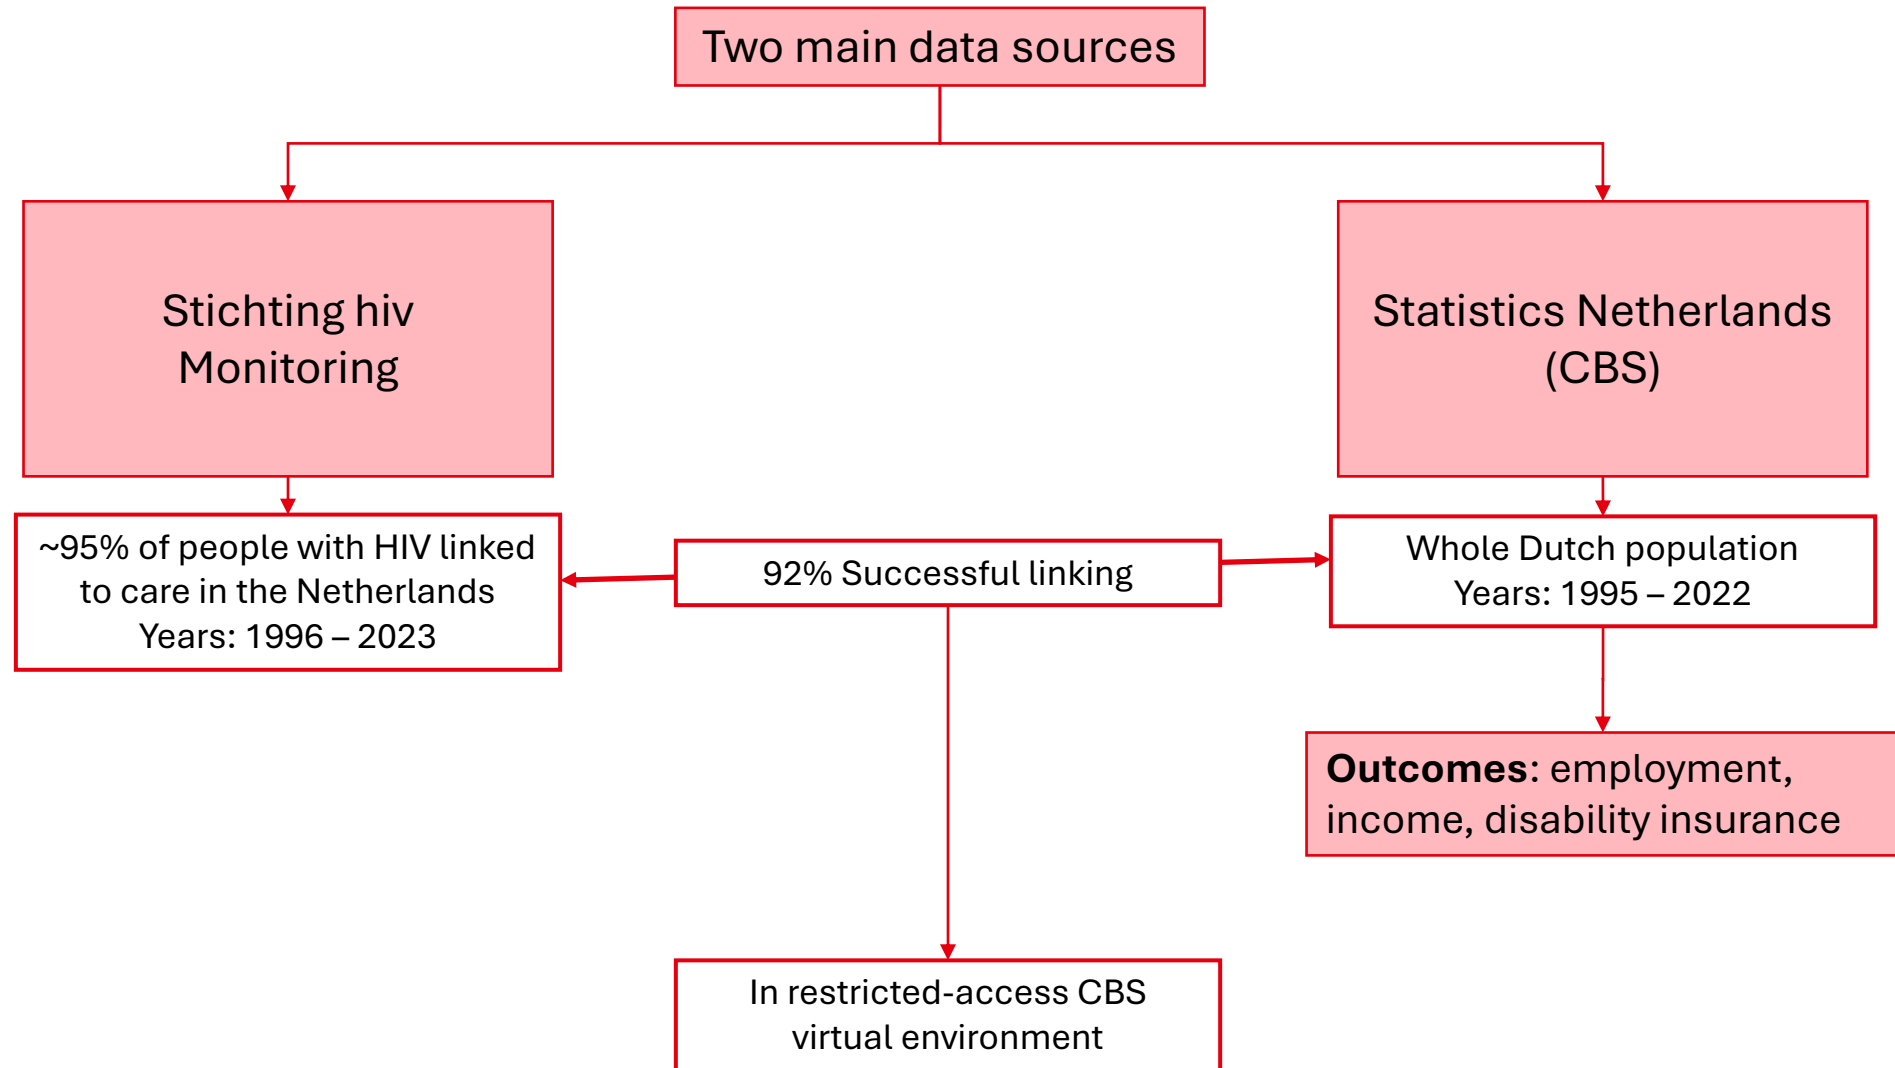 Two main data sources
Stichting hiv
Monitoring
Statistics Netherlands
(CBS)
~95% of people with HIV linked
to care in the Netherlands
Years: 1996 – 2023
92% Successful linking
Whole Dutch population
Years: 1995 – 2022
Outcomes: employment,
income, disability insurance
In restricted-access CBS
virtual environment